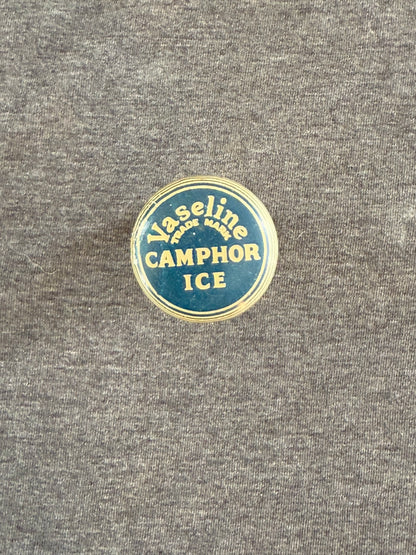 Vaseline
TRADE MARK
CAMPHOR
ICE